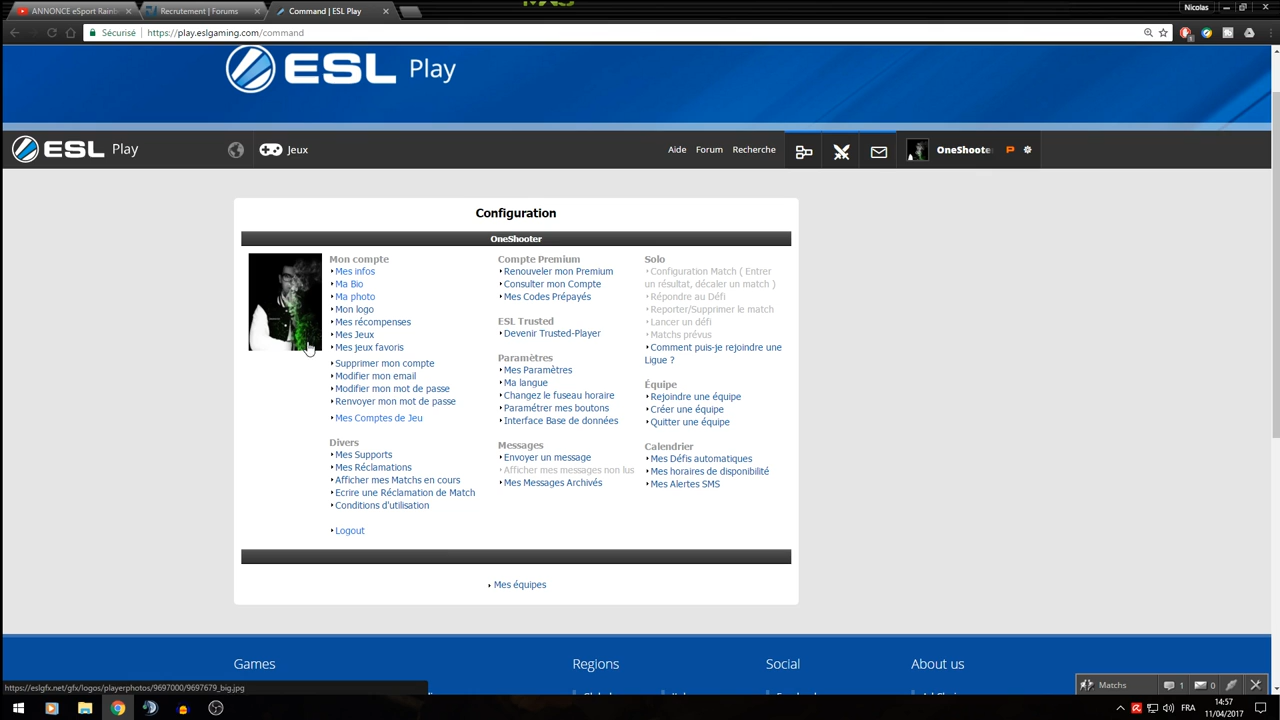 ANNONCE eSport Rainb
Recrutement | Forums
Command | ESL Play
Nicolas
Sécurisé
https://play.eslgaming.com/command
ESL Play
ESL Play
Jeux
Aide
Forum
Recherche
OneShoote
Configuration
OneShooter
Mon compte
Mes infos
Ma Bio
Ma photo
Mon logo
Mes récompenses
Mes Jeux
Mes jeux favoris
Supprimer mon compte
Modifier mon email
Modifier mon mot de passe
Renvoyer mon mot de passe
Mes Comptes de Jeu
Divers
Mes Supports
Mes Réclamations
Afficher mes Matchs en cours
Ecrire une Réclamation de Match
Conditions d'utilisation
Logout
Compte Premium
Renouveler mon Premium
Consulter mon Compte
Mes Codes Prépayés
ESL Trusted
Devenir Trusted-Player
Paramètres
Mes Paramètres
Ma langue
Changez le fuseau horaire
Paramétrer mes boutons
Interface Base de données
Messages
Envoyer un message
Afficher mes messages non lus
Mes Messages Archivés
Solo
Configuration Match ( Entrer
un résultat, décaler un match )
Répondre au Défi
Reporter/Supprimer le match
Lancer un défi
Matchs prévus
Comment puis-je rejoindre une
Ligue ?
Équipe
Rejoindre une équipe
Créer une équipe
Quitter une équipe
Calendrier
Mes Défis automatiques
Mes horaires de disponibilité
Mes Alertes SMS
Mes équipes
Games
Regions
Social
About us
Matchs
1
0
https://eslgfx.net/gfx/logos/playerphotos/9697000/9697679_big.jpg
FRA
14:57
11/04/2017